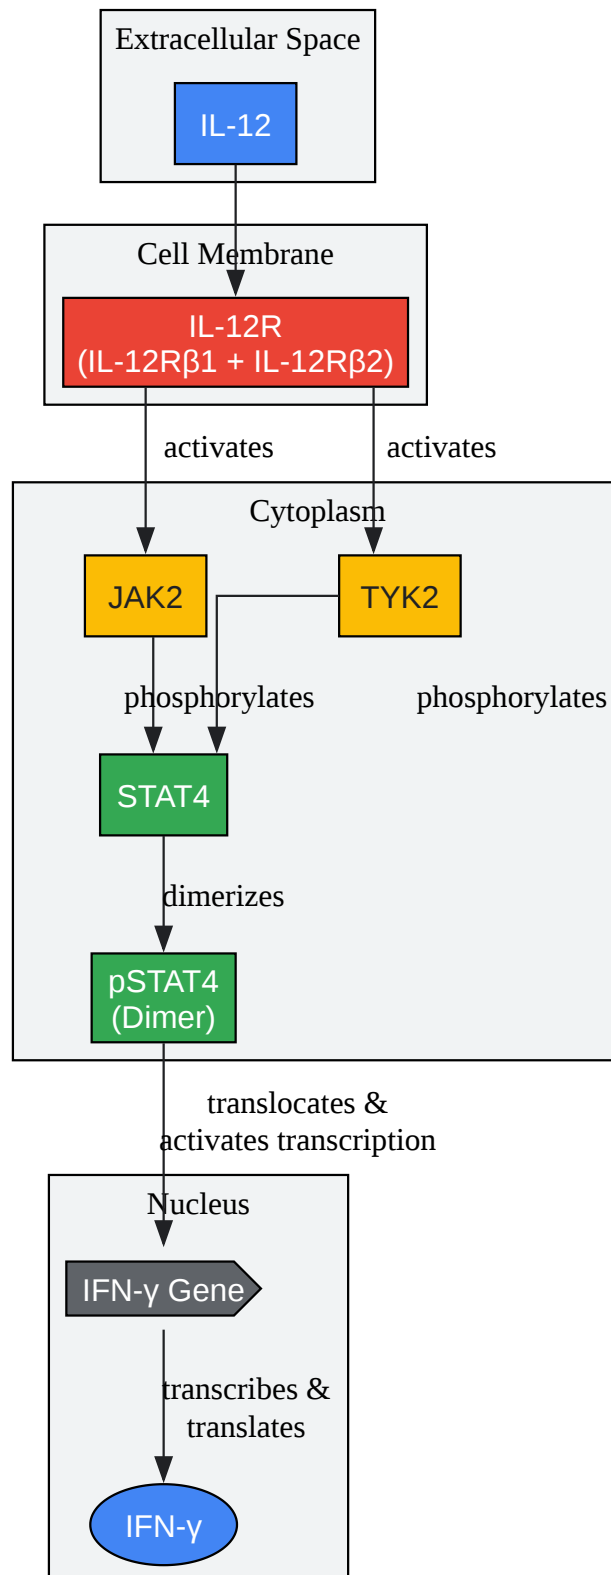 Extracellular Space
IL-12
Cell Membrane
IL-12R
(IL-12Rβ1 + IL-12Rβ2)
activates
activates
Cytoplasm
JAK2
TYK2
phosphorylates
phosphorylates
STAT4
dimerizes
pSTAT4
(Dimer)
translocates &
activates transcription
Nucleus
IFN-γ Gene
transcribes &
translates
IFN-γ